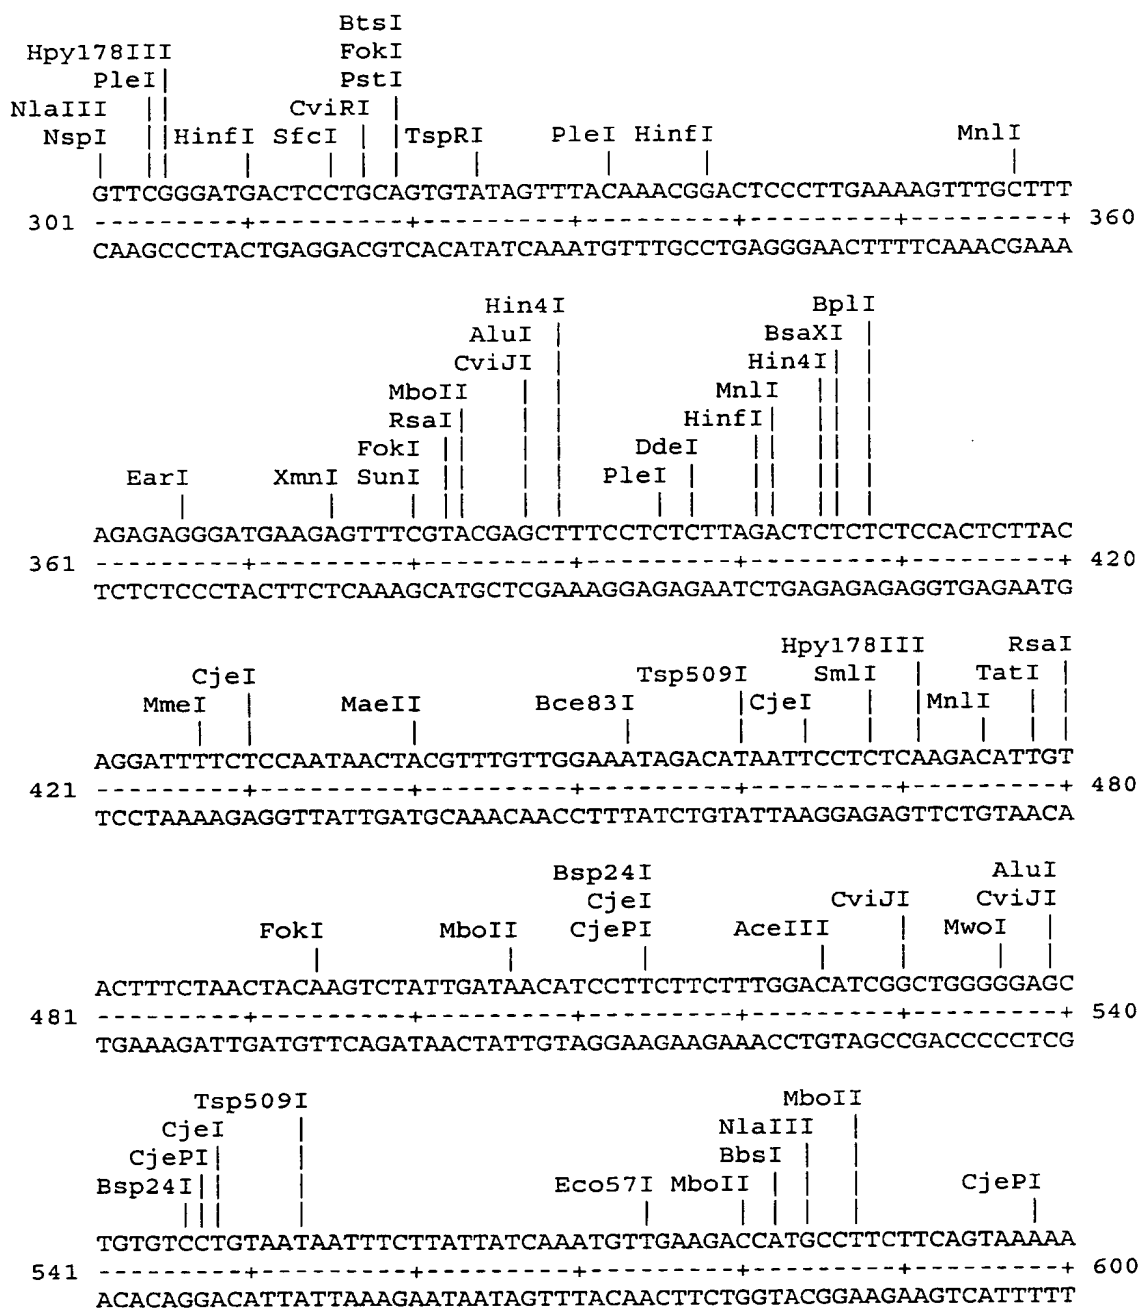 BtsI
Hpy178III FokI
PleI PstI
NlaIII CviRI
NspI HinfI SfcI TspRI PleI HinfI MnlI
GTTCGGGATGACTCCTGCAGTGTATAGTTTACAAACGGACTCCCTTGAAAAGTTTGCTTT
301 ---------+---------+---------+---------+---------+---------+ 360
CAAGCCCTACTGAGGACGTCACATATCAAATGTTTGCCTGAGGGAACTTTTCAAACGAAA
Hin4I BplI
AluI BsaXI
CviJI Hin4I
MboII MnlI
RsaI HinfI
FokI DdeI
EarI XmnI SunI PleI
AGAGAGGGATGAAGAGTTTCGTACGAGCTTTCCTCTCTTAGACTCTCTCTCCACTCTTAC
361 ---------+---------+---------+---------+---------+---------+ 420
TCTCTCCCTACTTCTCAAAGCATGCTCGAAAGGAGAGAATCTGAGAGAGAGGTGAGAATG
Hpy178III RsaI
CjeI Tsp509I SmlI TatI
MmeI MaeII Bce83I CjeI MnlI
AGGATTTTCTCCAATAACTACGTTTGTTGGAAATAGACATAATTCCTCTCAAGACATTGT
421 ---------+---------+---------+---------+---------+---------+ 480
TCCTAAAAGAGGTTATTGATGCAAACAACCTTTATCTGTATTAAGGAGAGTTCTGTAACA
Bsp24I AluI
CjeI CviJI CviJI
FokI MboII CjePI AceIII MwoI
ACTTTCTAACTACAAGTCTATTGATAACATCCTTCTTCTTTGGACATCGGCTGGGGGAGC
481 ---------+---------+---------+---------+---------+---------+ 540
TGAAAGATTGATGTTCAGATAACTATTGTAGGAAGAAGAAACCTGTAGCCGACCCCCTCG
Tsp509I MboII
CjeI NlaIII
CjePI BbsI
Bsp24I Eco57I MboII CjePI
TGTGTCCTGTAATAATTTCTTATTATCAAATGTTGAAGACCATGCCTTCTTCAGTAAAAA
541 ---------+---------+---------+---------+---------+---------+ 600
ACACAGGACATTATTAAAGAATAATAGTTTACAACTTCTGGTACGGAAGAAGTCATTTTT